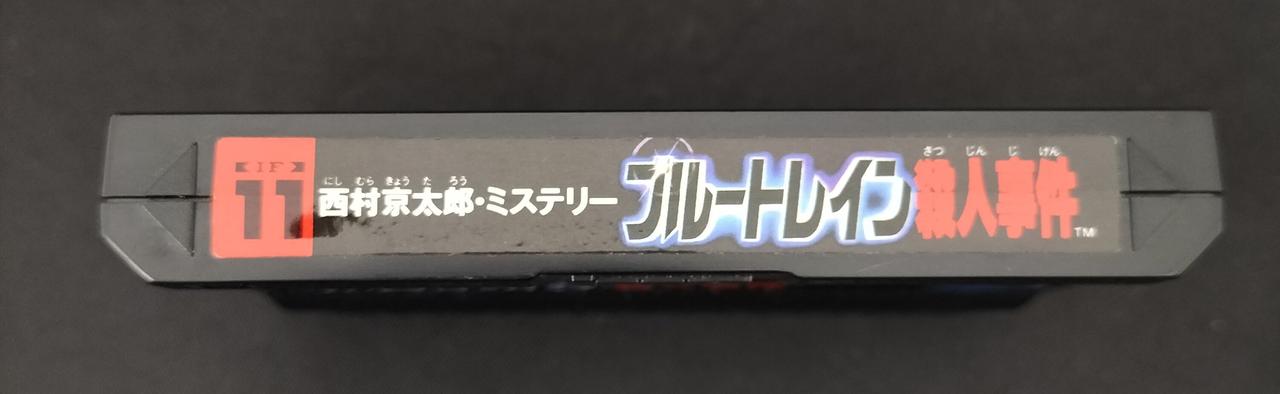 IF
11
にし むら きょう た ろう
西村京太郎・ミステリー
ブルートレイン
さつ じん じ けん
殺人事件
TM